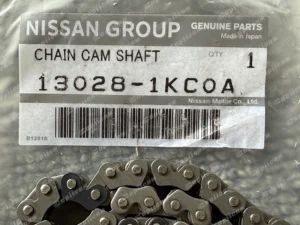 NISSAN GROUP
GENUINE PARTS
Made in Japan
CHAIN CAM SHAFT
QTY
1
13028-1KC0A
Nissan Motor Co., Ltd.